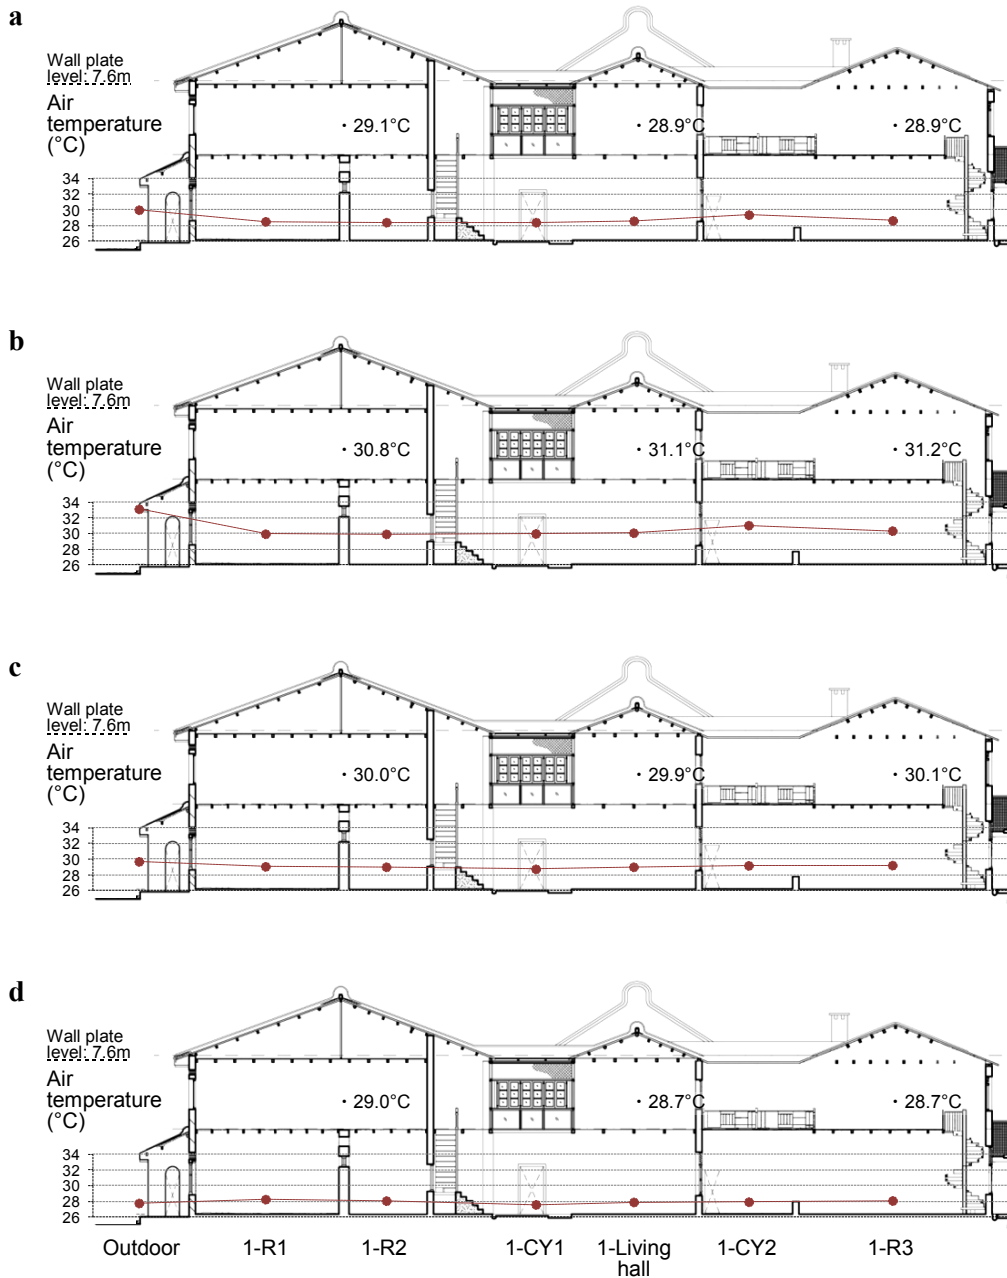 a
Wall plate
level: 7.6m
Air
temperature
(°C)
29.1°C
28.9°C
28.9°C
34
32
30
28
26
b
Wall plate
level: 7.6m
Air
temperature
(°C)
30.8°C
31.1°C
31.2°C
34
32
30
28
26
c
Wall plate
level: 7.6m
Air
temperature
(°C)
30.0°C
29.9°C
30.1°C
34
32
30
28
26
d
Wall plate
level: 7.6m
Air
temperature
(°C)
29.0°C
28.7°C
28.7°C
34
32
30
28
26
Outdoor
1-R1
1-R2
1-CY1
1-Living
hall
1-CY2
1-R3